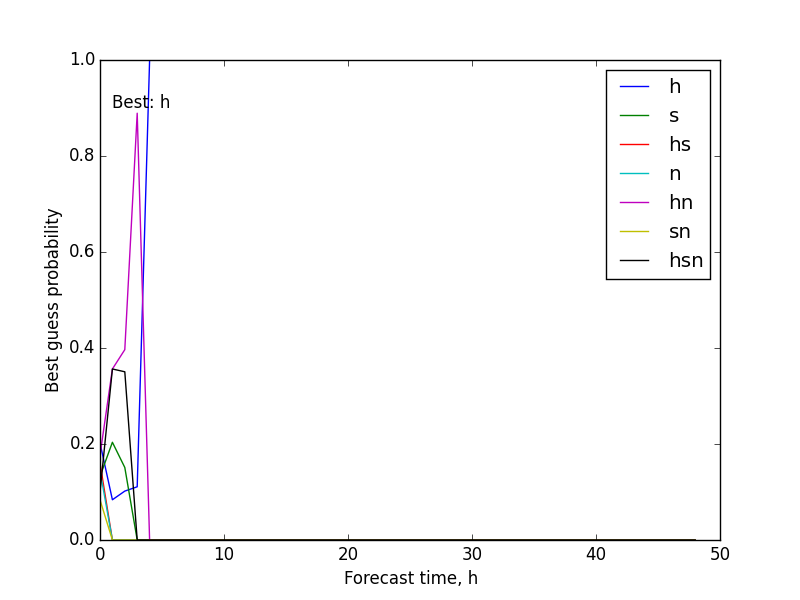 1.0
0.8
0.6
0.4
0.2
0.0
Best guess probability
Best: h
h
s
hs
n
hn
sn
hsn
0 10 20 30 40 50
Forecast time, h